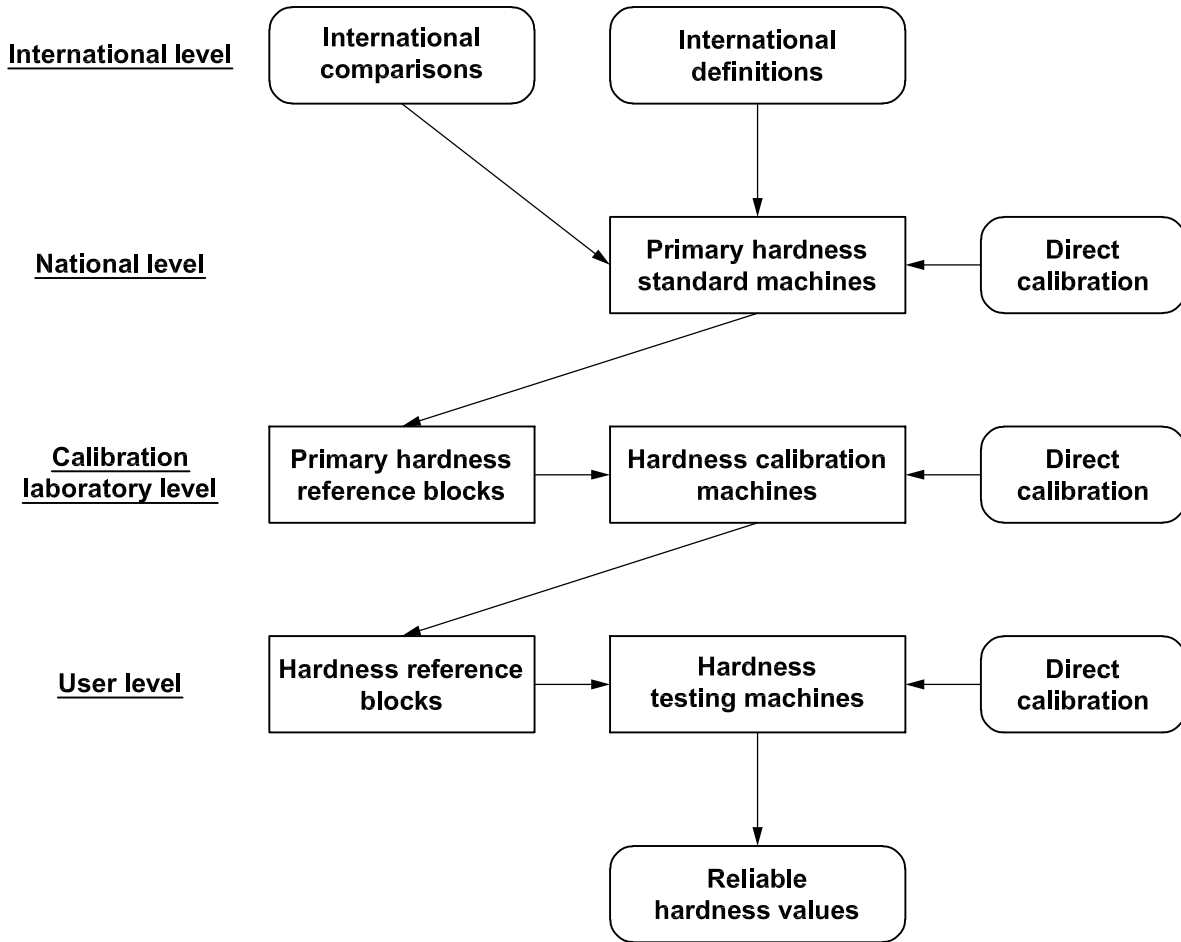 International level
International
comparisons
International
definitions
National level
Primary hardness
standard machines
Direct
calibration
Calibration
laboratory level
Primary hardness
reference blocks
Hardness calibration
machines
Direct
calibration
User level
Hardness reference
blocks
Hardness
testing machines
Direct
calibration
Reliable
hardness values